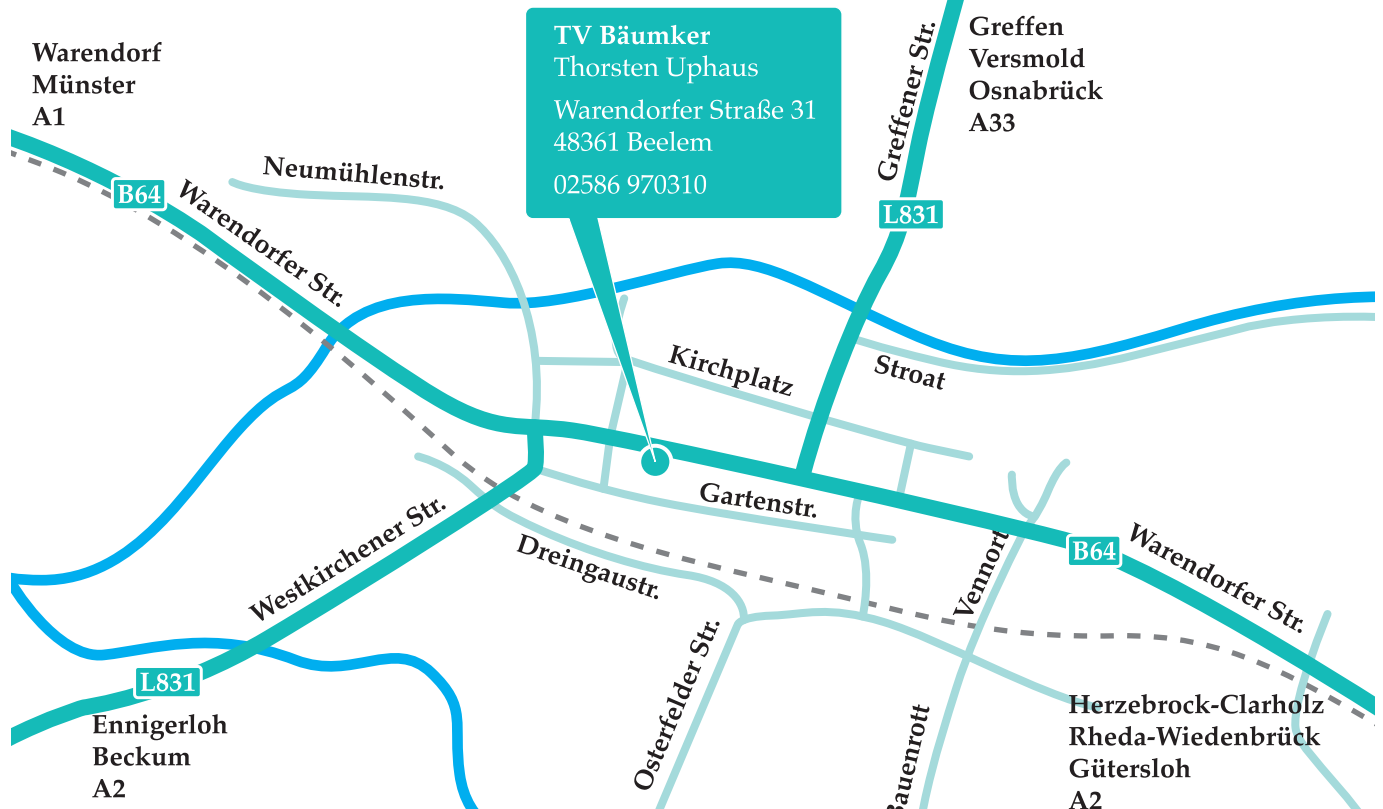 Warendorf
Münster
A1
TV Bäumker
Thorsten Uphaus
Warendorfer Straße 31
48361 Beelem
02586 970310
Greffener Str.
Greffen
Versmold
Osnabrück
A33
B64
Warendorfer Str.
Neumühlenstr.
L831
Kirchplatz
Stroat
Gartenstr.
Westkirchener Str.
Dreingaustr.
Vennort
B64
Warendorfer Str.
Osterfelder Str.
L831
Ennigerloh
Beckum
A2
Bauenrott
Herzebrock-Clarholz
Rheda-Wiedenbrück
Gütersloh
A2